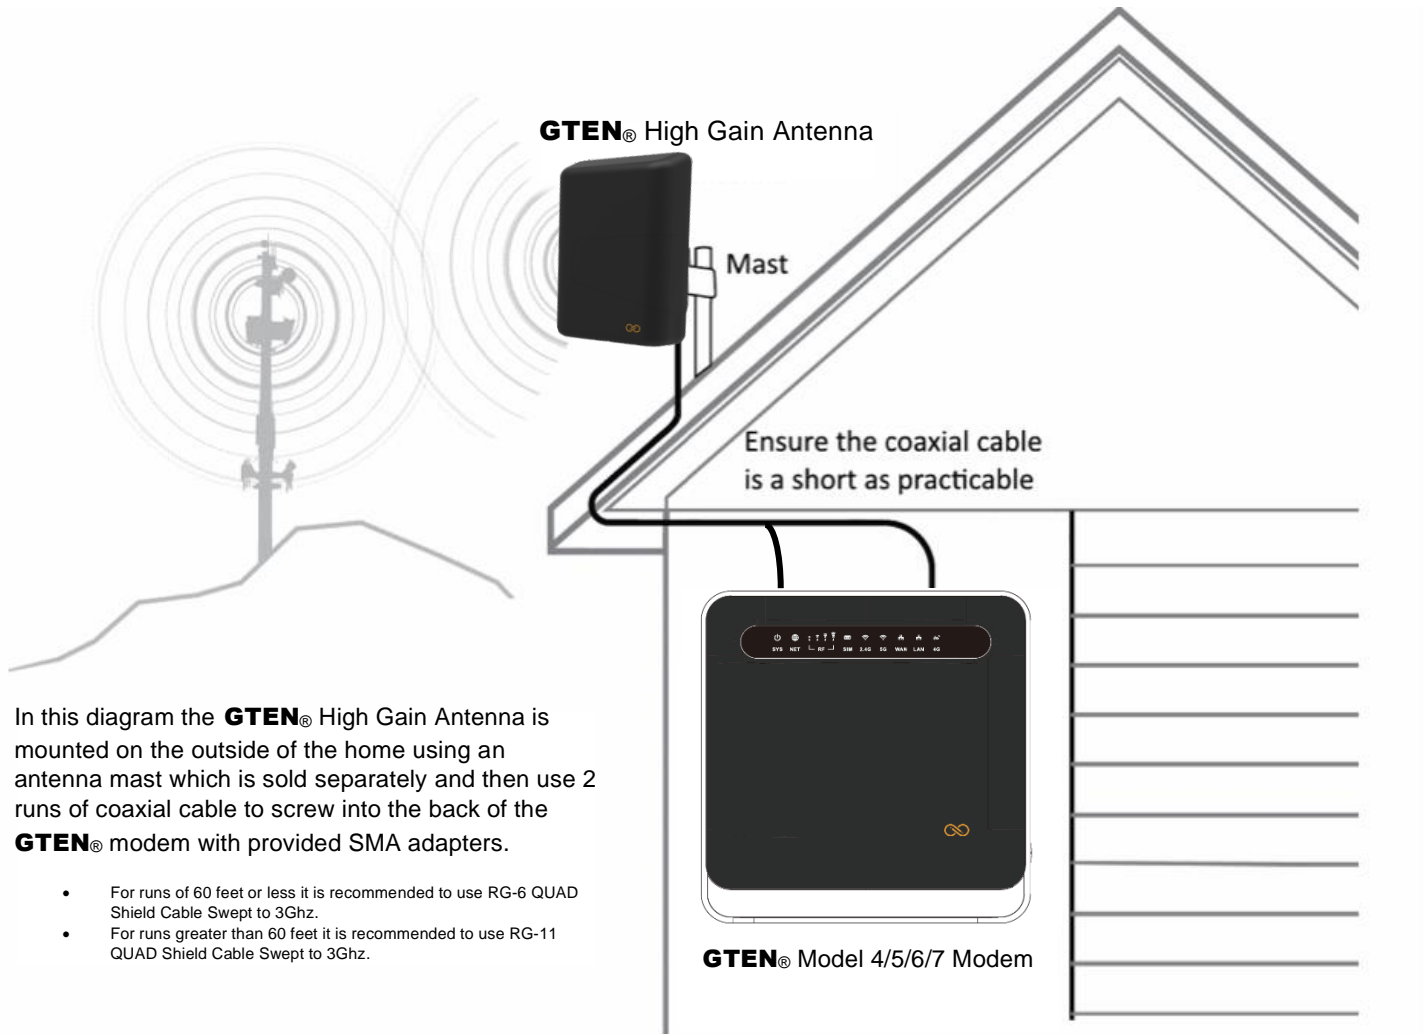 GTEN® High Gain Antenna
Mast
Ensure the coaxial cable
is a short as practicable
SYS NET RF SIM 2.4G 5G WAN LAN 4G
In this diagram the GTEN® High Gain Antenna is
mounted on the outside of the home using an
antenna mast which is sold separately and then use 2
runs of coaxial cable to screw into the back of the
GTEN® modem with provided SMA adapters.
• For runs of 60 feet or less it is recommended to use RG-6 QUAD
Shield Cable Swept to 3Ghz.
• For runs greater than 60 feet it is recommended to use RG-11
QUAD Shield Cable Swept to 3Ghz.
GTEN® Model 4/5/6/7 Modem